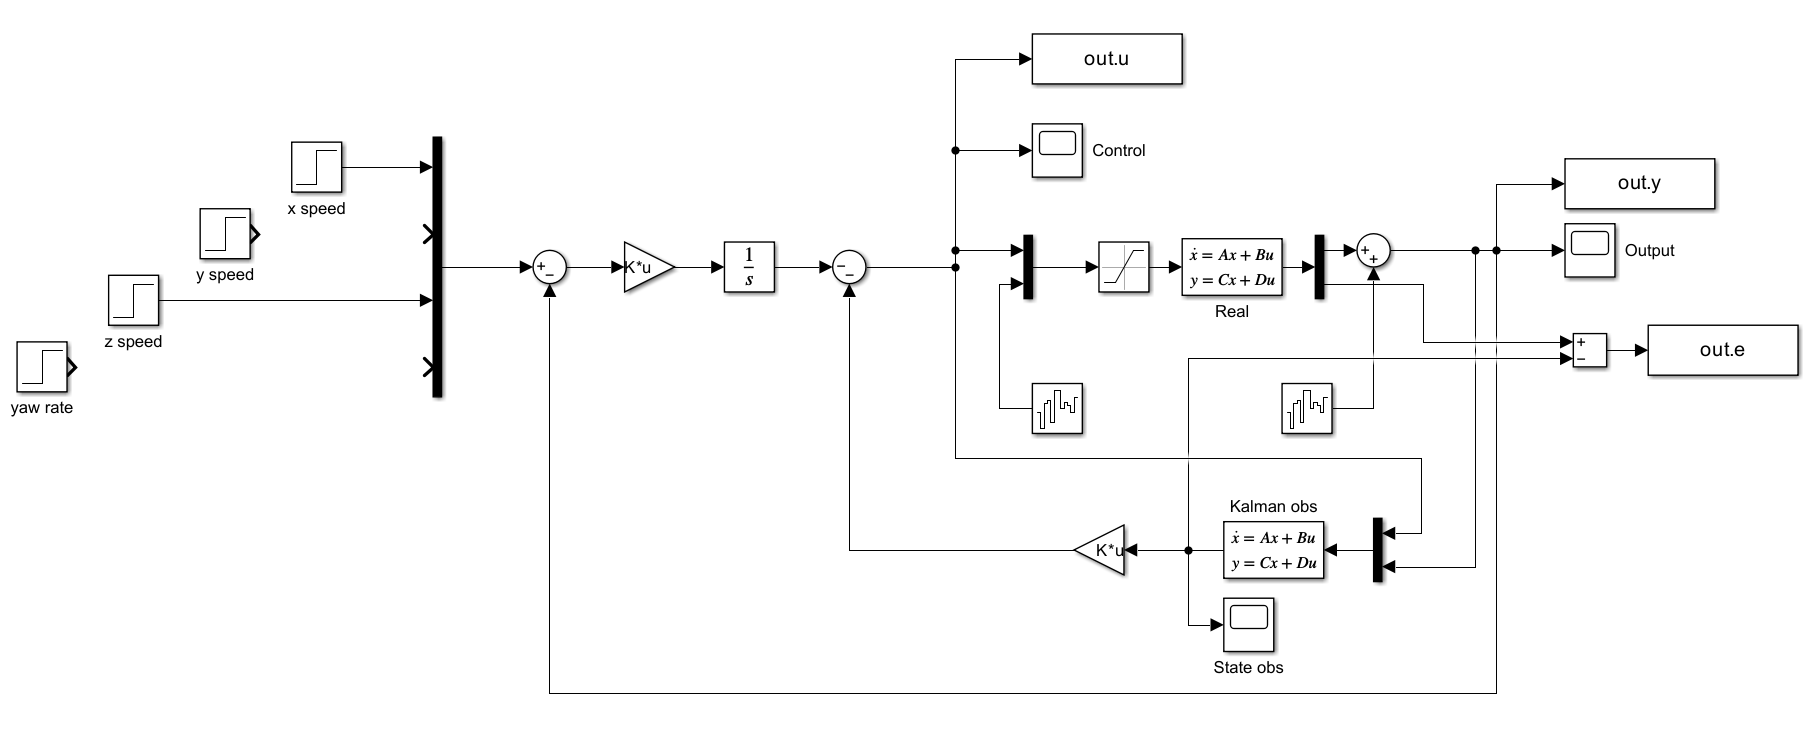 out.u
Control
x speed
y speed
z speed
yaw rate
+
−
K*u
1
s
−
−
ẋ = Ax + Bu
y = Cx + Du
Real
+
+
out.y
Output
+
−
out.e
Kalman obs
K*u
ẋ = Ax + Bu
y = Cx + Du
State obs